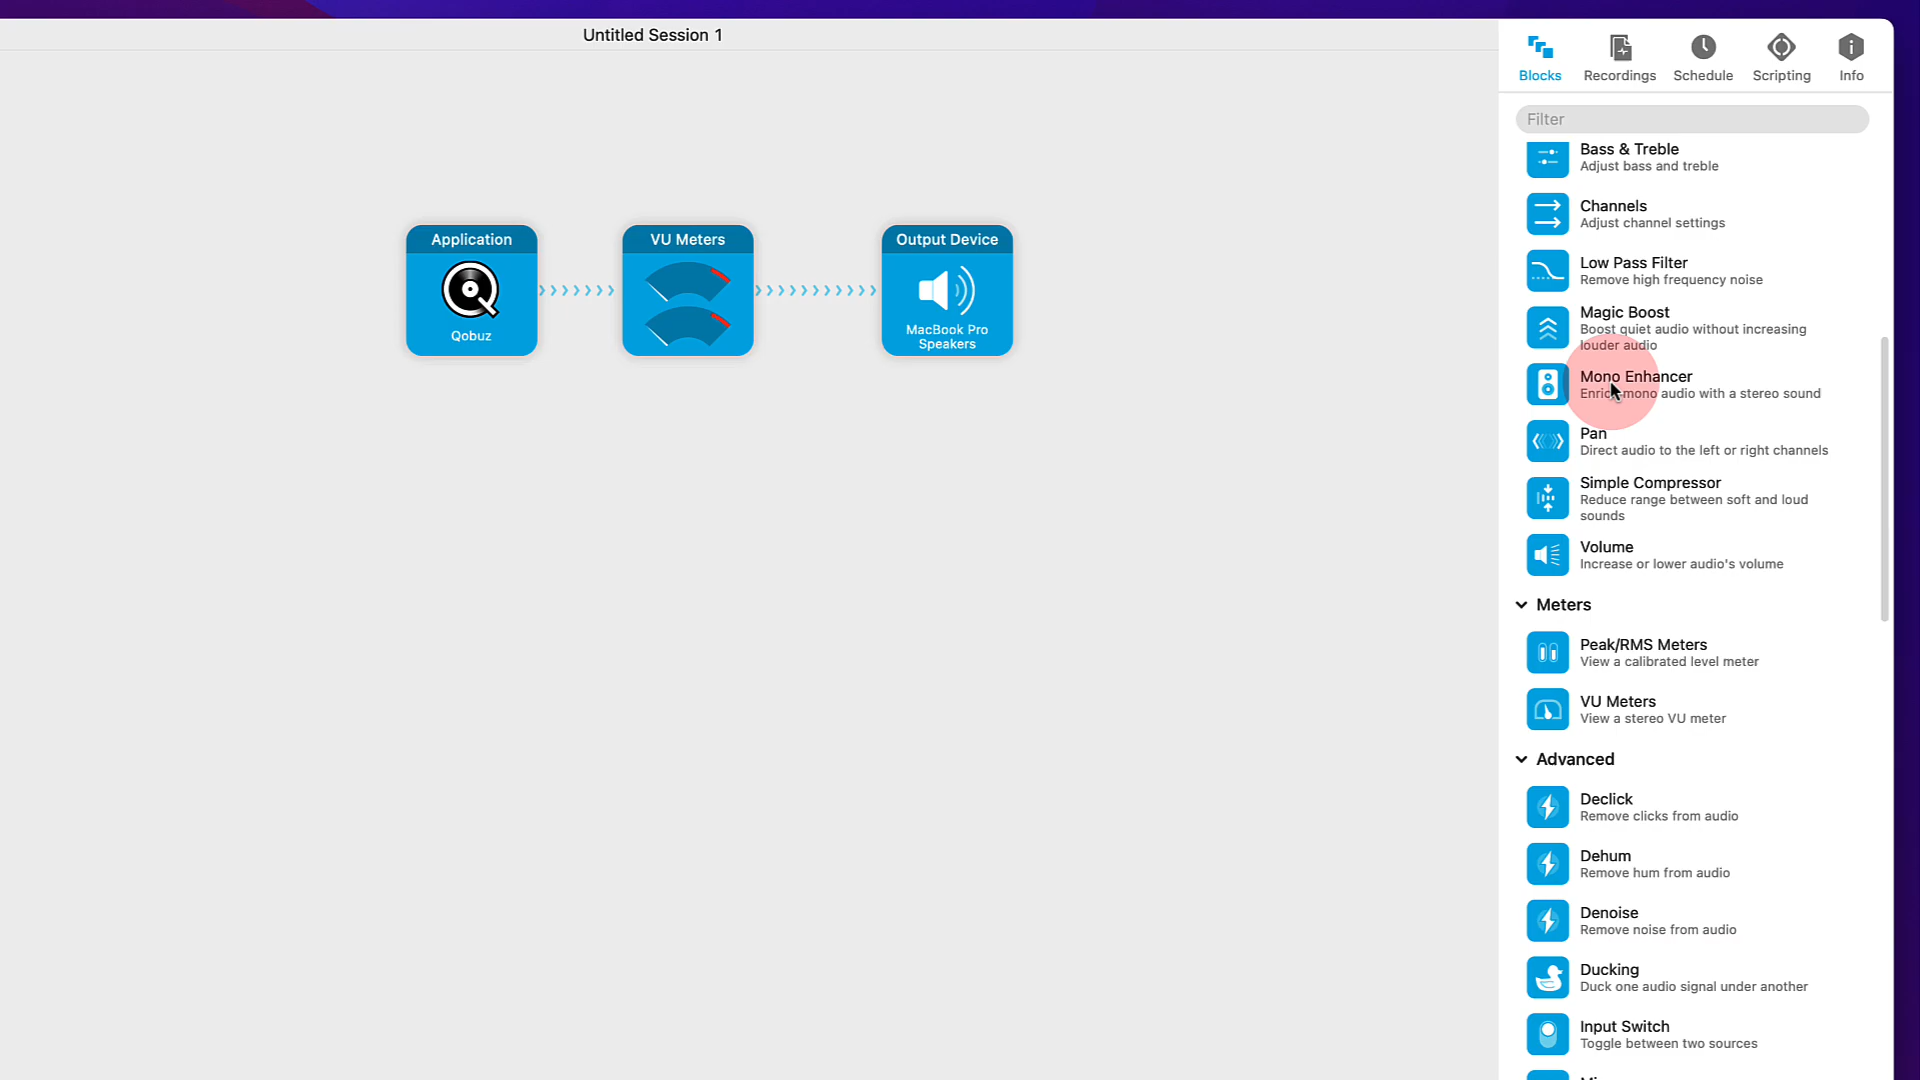 Untitled Session 1
Blocks
Recordings
Schedule
Scripting
Info
Filter
Application
Qobuz
VU Meters
Output Device
MacBook Pro
Speakers
Bass & Treble
Adjust bass and treble
Channels
Adjust channel settings
Low Pass Filter
Remove high frequency noise
Magic Boost
Boost quiet audio without increasing
louder audio
Mono Enhancer
Enrich mono audio with a stereo sound
Pan
Direct audio to the left or right channels
Simple Compressor
Reduce range between soft and loud
sounds
Volume
Increase or lower audio's volume
Meters
Peak/RMS Meters
View a calibrated level meter
VU Meters
View a stereo VU meter
Advanced
Declick
Remove clicks from audio
Dehum
Remove hum from audio
Denoise
Remove noise from audio
Ducking
Duck one audio signal under another
Input Switch
Toggle between two sources